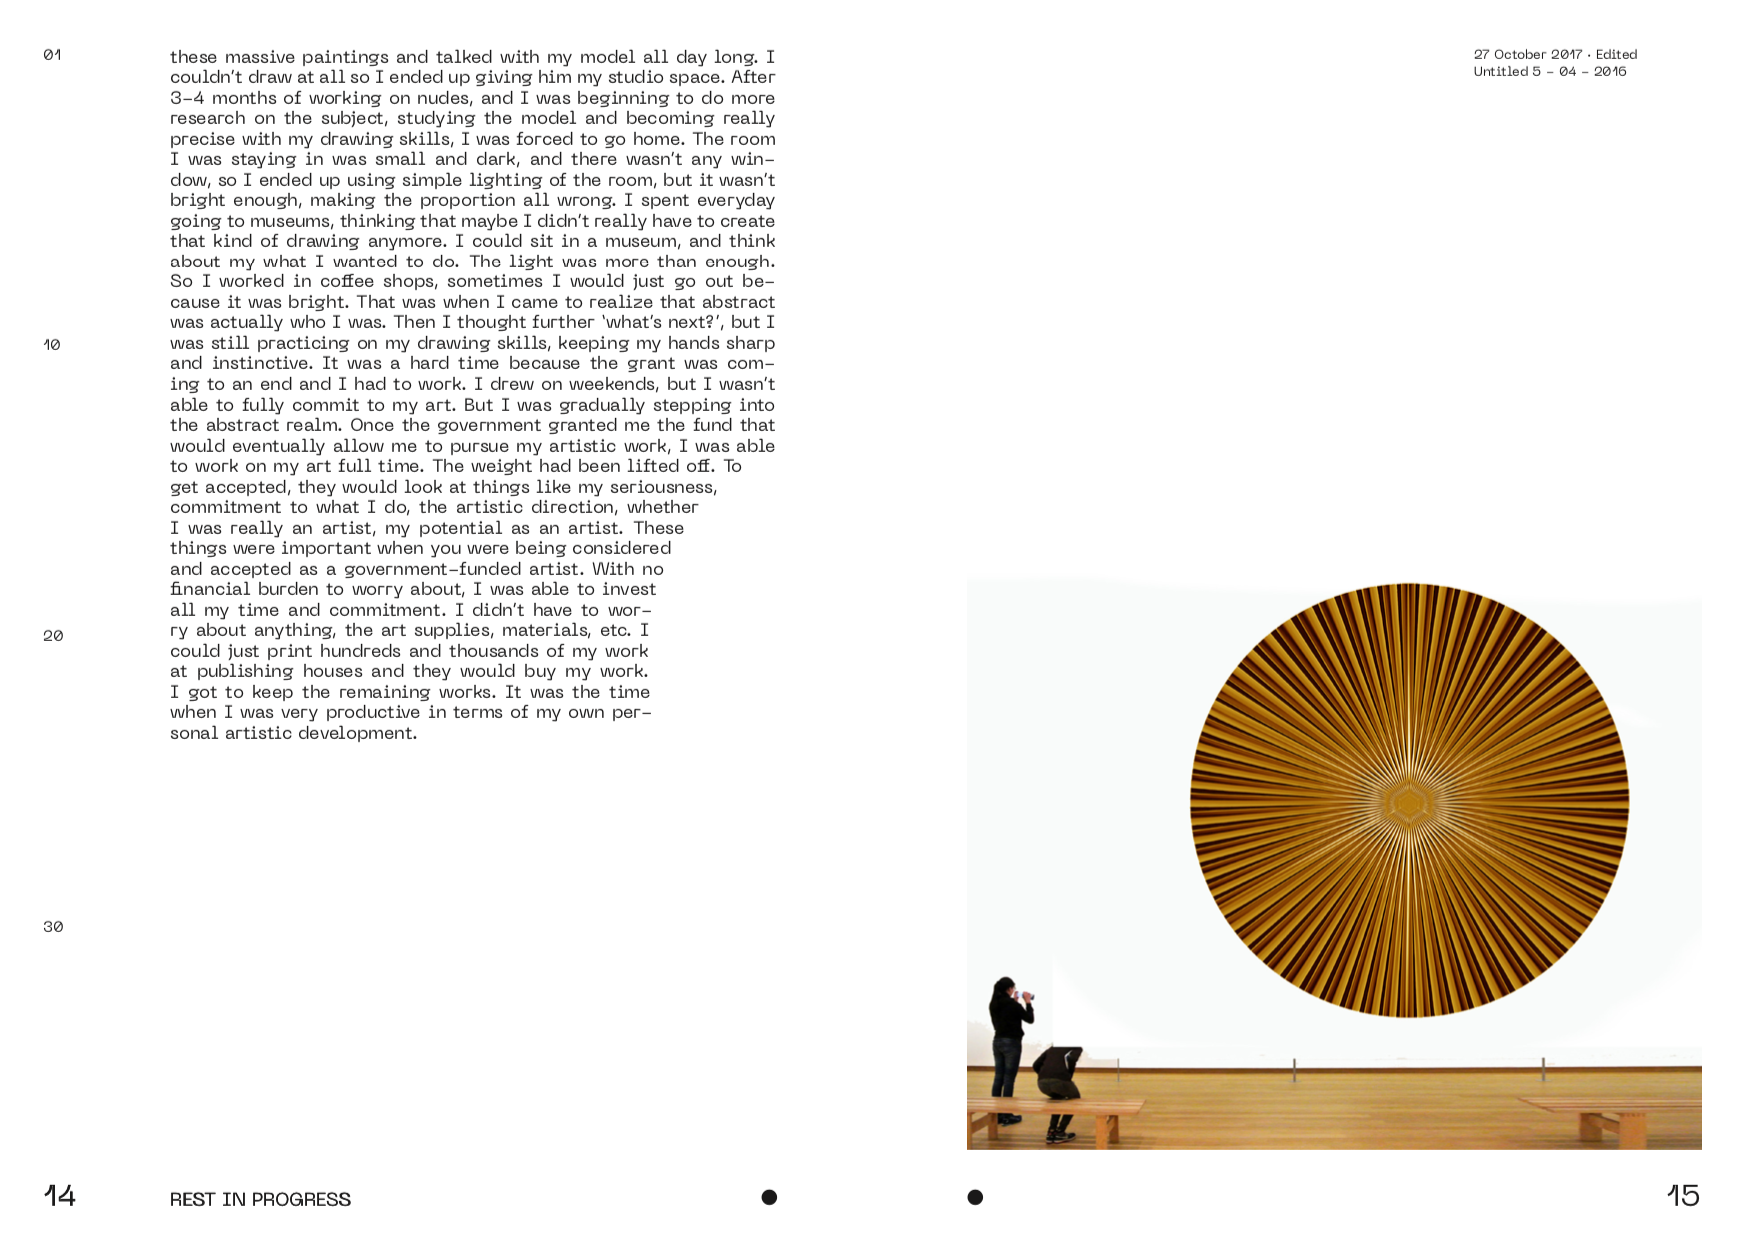 01
these massive paintings and talked with my model all day long. I
couldn’t draw at all so I ended up giving him my studio space. After
3–4 months of working on nudes, and I was beginning to do more
research on the subject, studying the model and becoming really
precise with my drawing skills, I was forced to go home. The room
I was staying in was small and dark, and there wasn’t any win–
dow, so I ended up using simple lighting of the room, but it wasn’t
bright enough, making the proportion all wrong. I spent everyday
going to museums, thinking that maybe I didn’t really have to create
that kind of drawing anymore. I could sit in a museum, and think
about my what I wanted to do. The light was more than enough.
So I worked in coffee shops, sometimes I would just go out be–
cause it was bright. That was when I came to realize that abstract
was actually who I was. Then I thought further ‘what’s next?’, but I
10
was still practicing on my drawing skills, keeping my hands sharp
and instinctive. It was a hard time because the grant was com–
ing to an end and I had to work. I drew on weekends, but I wasn’t
able to fully commit to my art. But I was gradually stepping into
the abstract realm. Once the government granted me the fund that
would eventually allow me to pursue my artistic work, I was able
to work on my art full time. The weight had been lifted off. To
get accepted, they would look at things like my seriousness,
commitment to what I do, the artistic direction, whether
I was really an artist, my potential as an artist. These
things were important when you were being considered
and accepted as a government–funded artist. With no
financial burden to worry about, I was able to invest
all my time and commitment. I didn’t have to wor–
20
ry about anything, the art supplies, materials, etc. I
could just print hundreds and thousands of my work
at publishing houses and they would buy my work.
I got to keep the remaining works. It was the time
when I was very productive in terms of my own per–
sonal artistic development.
30
14
REST IN PROGRESS
27 October 2017 · Edited
Untitled 5 – 04 – 2016
15